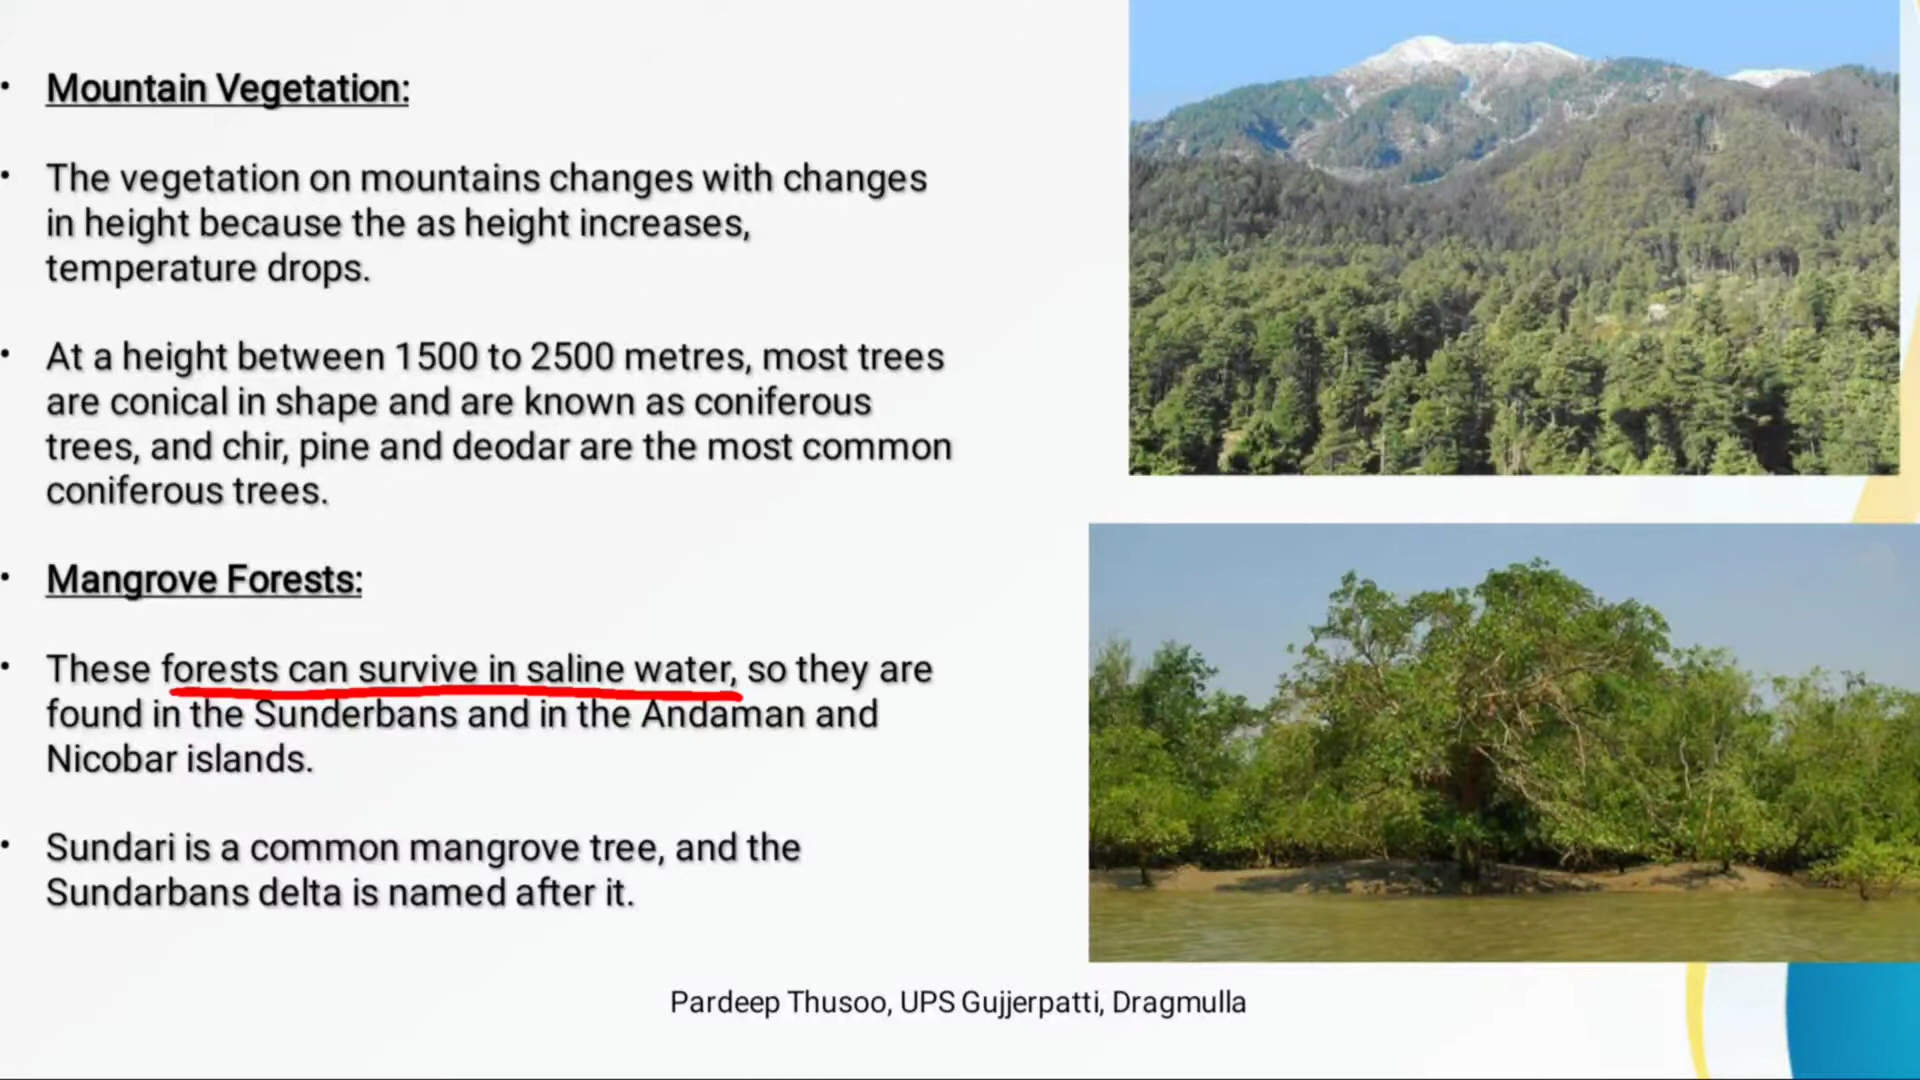 • Mountain Vegetation:
• The vegetation on mountains changes with changes
in height because the as height increases,
temperature drops.
• At a height between 1500 to 2500 metres, most trees
are conical in shape and are known as coniferous
trees, and chir, pine and deodar are the most common
coniferous trees.
• Mangrove Forests:
• These forests can survive in saline water, so they are
found in the Sunderbans and in the Andaman and
Nicobar islands.
• Sundari is a common mangrove tree, and the
Sundarbans delta is named after it.
Pardeep Thusoo, UPS Gujjerpatti, Dragmulla